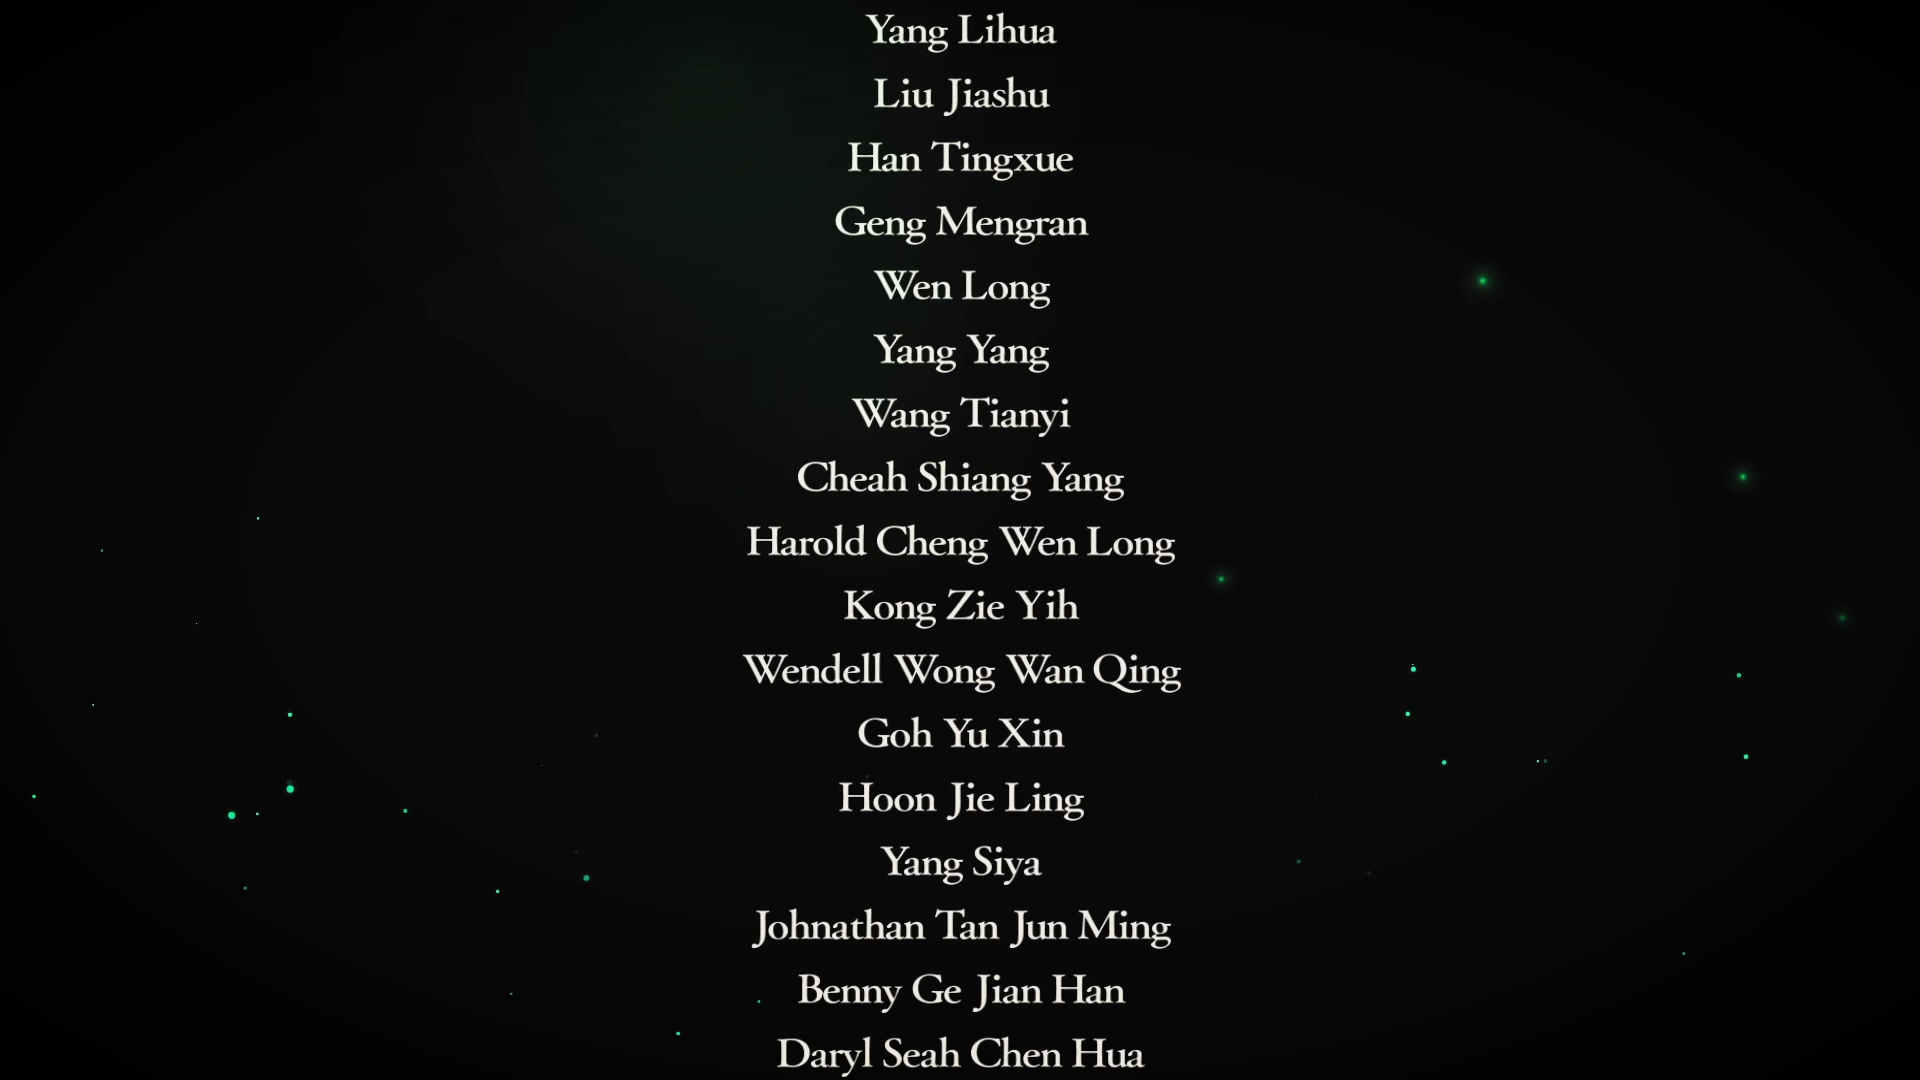 Yang Lihua
Liu Jiashu
Han Tingxue
Geng Mengran
Wen Long
Yang Yang
Wang Tianyi
Cheah Shiang Yang
Harold Cheng Wen Long
Kong Zie Yih
Wendell Wong Wan Qing
Goh Yu Xin
Hoon Jie Ling
Yang Siya
Johnathan Tan Jun Ming
Benny Ge Jian Han
Daryl Seah Chen Hua